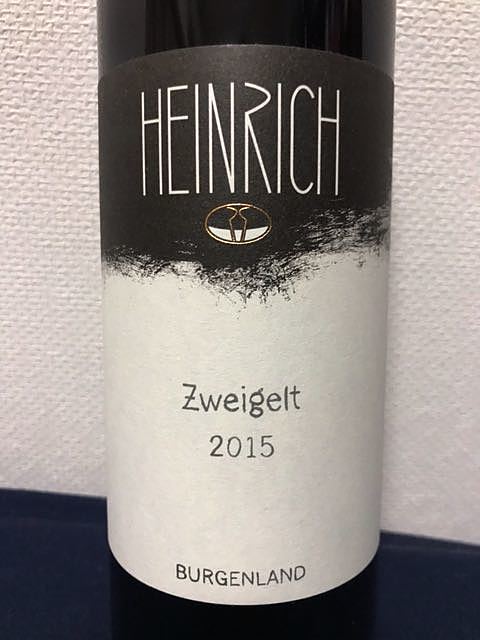 HEINRICH
Zweigelt
2015
BURGENLAND